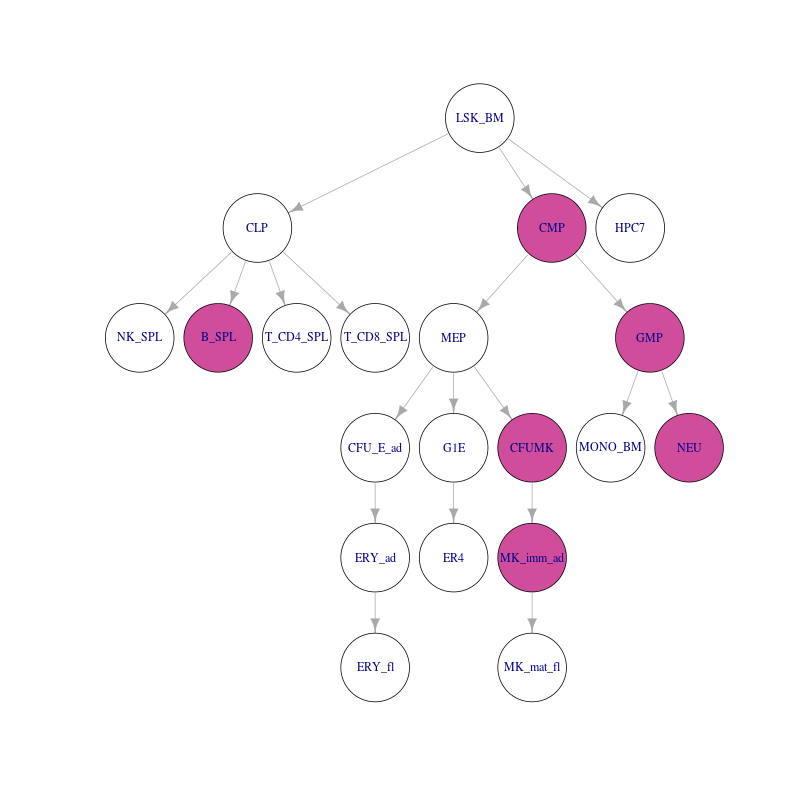 LSK_BM
CLP
CMP
HPC7
NK_SPL
B_SPL
T_CD4_SPL
T_CD8_SPL
MEP
GMP
CFU_E_ad
G1E
CFUMK
MONO_BM
NEU
ERY_ad
ER4
MK_imm_ad
ERY_fl
MK_mat_fl